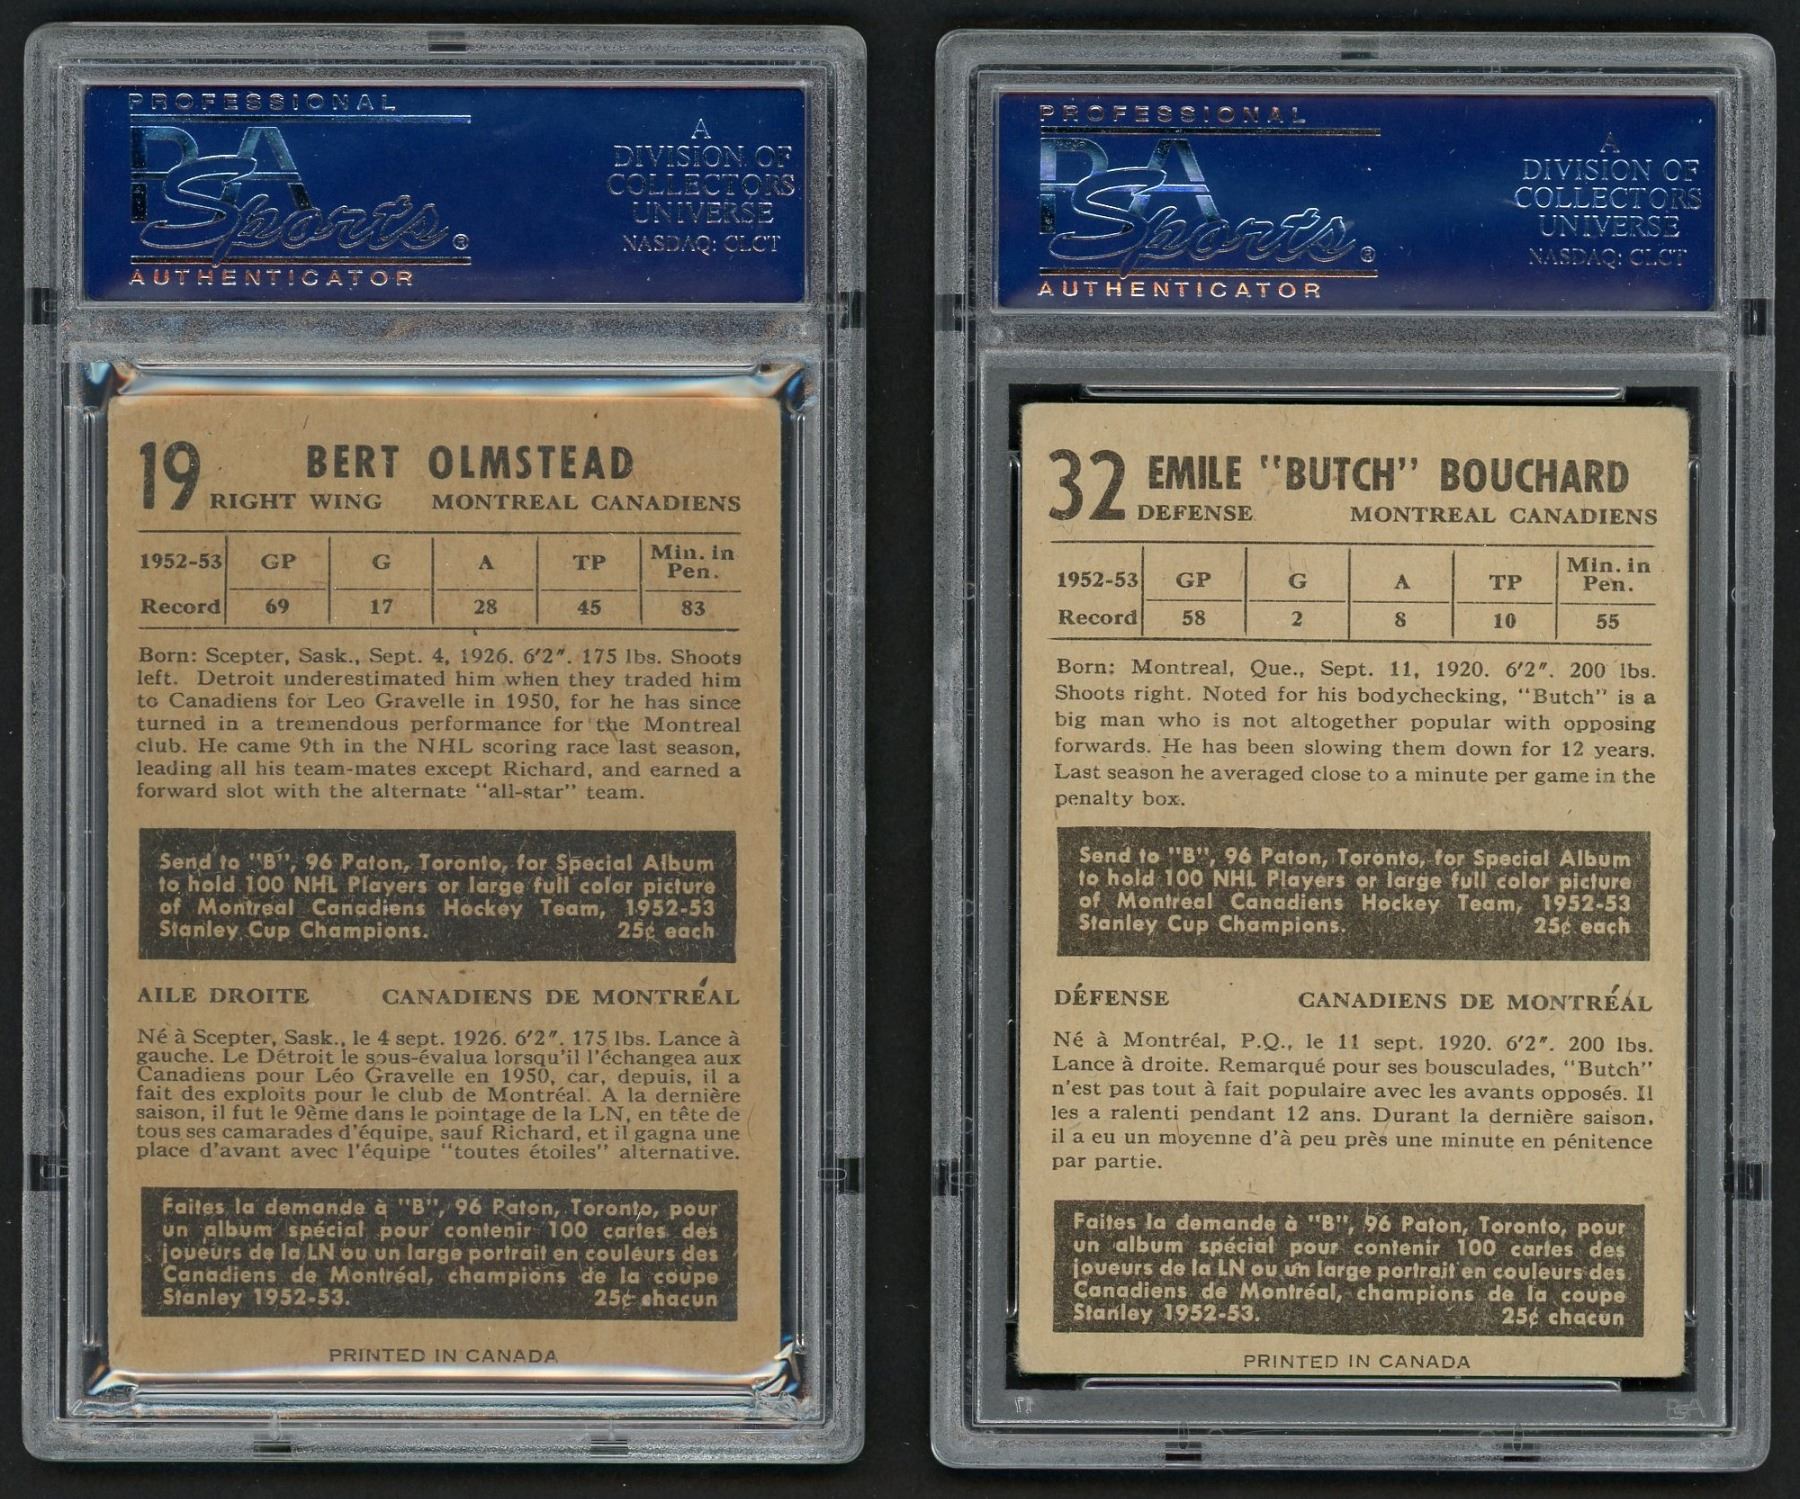 PROFESSIONAL
PSA
Sports®
AUTHENTICATOR
A
DIVISION OF
COLLECTORS
UNIVERSE
NASDAQ: CLCT
19 BERT OLMSTEAD
RIGHT WING MONTREAL CANADIENS
1952-53 GP G A TP Min. in Pen.
Record 69 17 28 45 83
Born: Scepter, Sask., Sept. 4, 1926. 6'2". 175 lbs. Shoots
left. Detroit underestimated him when they traded him
to Canadiens for Leo Gravelle in 1950, for he has since
turned in a tremendous performance for the Montreal
club. He came 9th in the NHL scoring race last season,
leading all his team-mates except Richard, and earned a
forward slot with the alternate "all-star" team.
Send to "B", 96 Paton, Toronto, for Special Album
to hold 100 NHL Players or large full color picture
of Montreal Canadiens Hockey Team, 1952-53
Stanley Cup Champions. 25¢ each
AILE DROITE CANADIENS DE MONTRÉAL
Né à Scepter, Sask., le 4 sept. 1926. 6'2". 175 lbs. Lance à
gauche. Le Détroit le sous-évalua lorsqu'il l'échangea aux
Canadiens pour Léo Gravelle en 1950, car, depuis, il a
fait des exploits pour le club de Montréal. A la dernière
saison, il fut le 9ème dans le pointage de la LN, en tête de
tous ses camarades d'équipe, sauf Richard, et il gagna une
place d'avant avec l'équipe "toutes étoiles" alternative.
Faites la demande à "B", 96 Paton, Toronto, pour
un album spécial pour contenir 100 cartes des
joueurs de la LN ou un large portrait en couleurs des
Canadiens de Montréal, champions de la coupe
Stanley 1952-53. 25¢ chacun
PRINTED IN CANADA
PROFESSIONAL
PSA
Sports®
AUTHENTICATOR
A
DIVISION OF
COLLECTORS
UNIVERSE
NASDAQ: CLCT
32 EMILE "BUTCH" BOUCHARD
DEFENSE MONTREAL CANADIENS
1952-53 GP G A TP Min. in Pen.
Record 58 2 8 10 55
Born: Montreal, Que., Sept. 11, 1920. 6'2". 200 lbs.
Shoots right. Noted for his bodychecking, "Butch" is a
big man who is not altogether popular with opposing
forwards. He has been slowing them down for 12 years.
Last season he averaged close to a minute per game in the
penalty box.
Send to "B", 96 Paton, Toronto, for Special Album
to hold 100 NHL Players or large full color picture
of Montreal Canadiens Hockey Team, 1952-53
Stanley Cup Champions. 25¢ each
DÉFENSE CANADIENS DE MONTRÉAL
Né à Montréal, P.Q., le 11 sept. 1920. 6'2". 200 lbs.
Lance à droite. Remarqué pour ses bousculades, "Butch"
n'est pas tout à fait populaire avec les avants opposés. Il
les a ralenti pendant 12 ans. Durant la dernière saison,
il a eu un moyenne d'à peu près une minute en pénitence
par partie.
Faites la demande à "B", 96 Paton, Toronto, pour
un album spécial pour contenir 100 cartes des
joueurs de la LN ou un large portrait en couleurs des
Canadiens de Montréal, champions de la coupe
Stanley 1952-53. 25¢ chacun
PRINTED IN CANADA
PSA